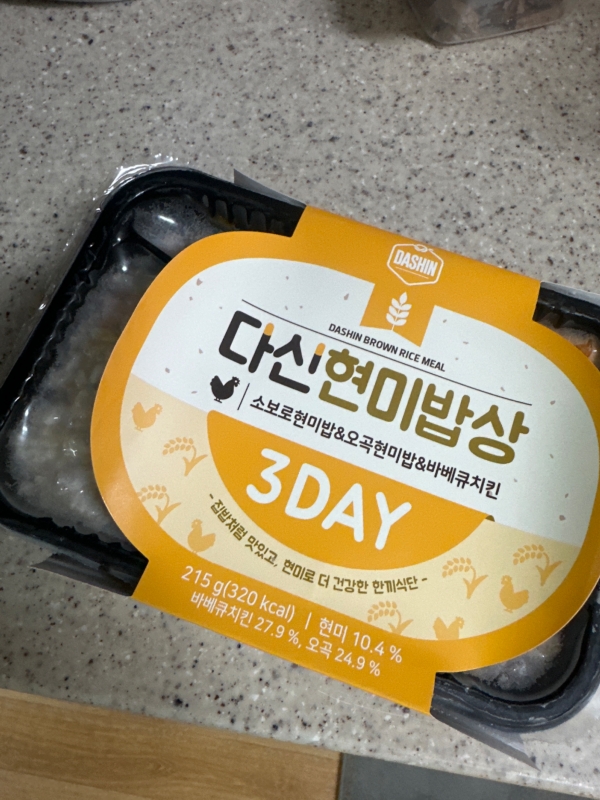 DASHIN
DASHIN BROWN RICE MEAL
다신현미밥상
소보로현미밥&오곡현미밥&바베큐치킨
3DAY
- 집밥처럼 맛있고, 현미로 더 건강한 한끼식단 -
215 g(320 kcal) | 현미 10.4 %
바베큐치킨 27.9 %, 오곡 24.9 %